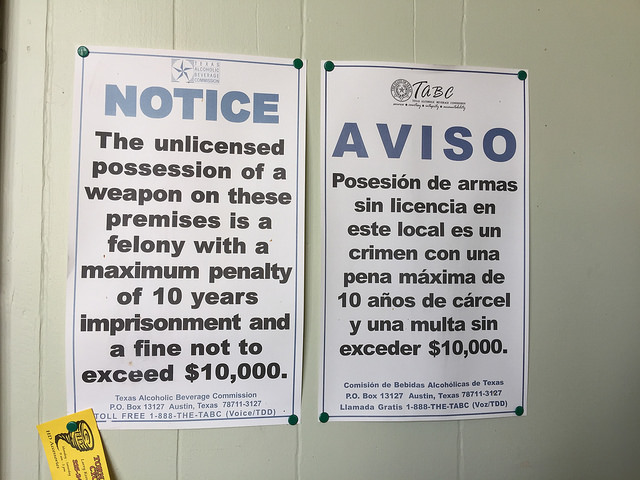 TEXAS
ALCOHOLIC
BEVERAGE
COMMISSION
NOTICE
The unlicensed
possession of a
weapon on these
premises is a
felony with a
maximum penalty
of 10 years
imprisonment and
a fine not to
exceed $10,000.
Texas Alcoholic Beverage Commission
P.O. Box 13127 Austin, Texas 78711-3127
TOLL FREE 1-888-THE-TABC (Voice/TDD)
TABC
AVISO
Posesión de armas
sin licencia en
este local es un
crimen con una
pena máxima de
10 años de cárcel
y una multa sin
exceder $10,000.
Comisión de Bebidas Alcohólicas de Texas
P.O. Box 13127 Austin, Texas 78711-3127
Llamada Gratis 1-888-THE-TABC (Voz/TDD)